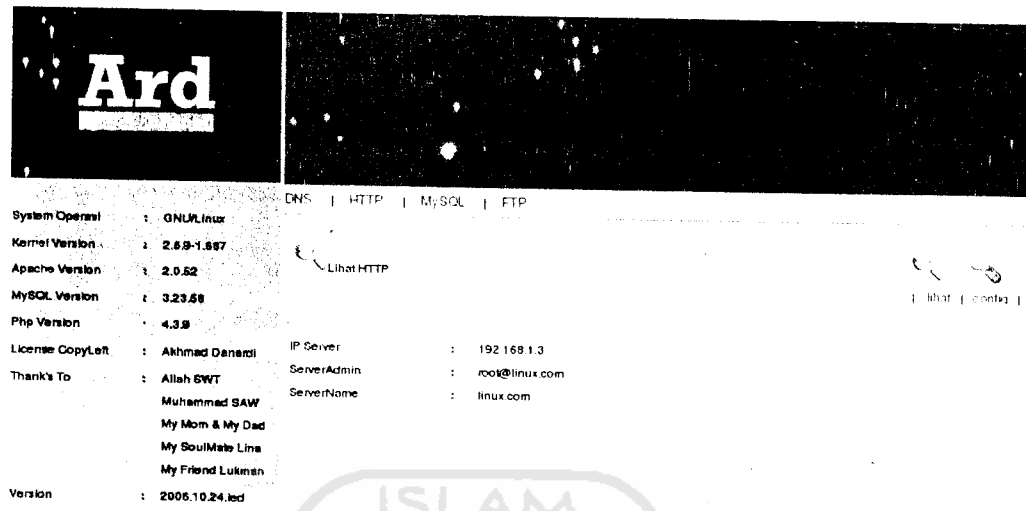 Ard
DNS | HTTP | MySQL | FTP
System Operasi : GNU/Linux
Kernel Version : 2.6.9-1.667
Apache Version : 2.0.52
MySQL Version : 3.23.58
Php Version : 4.3.9
License CopyLeft : Akhmad Danardi
Thank's To : Allah SWT
Muhammad SAW
My Mom & My Dad
My SoulMate Lina
My Friend Lukman
Version : 2006.10.24.ied
Lihat HTTP
| lihat | config |
IP Server : 192.168.1.3
ServerAdmin : root@linux.com
ServerName : linux.com
ISLAM